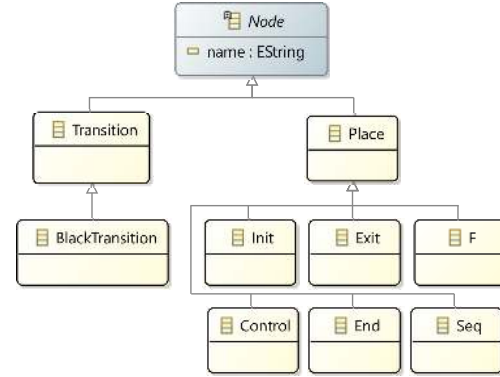 Node
name : EString
Transition
Place
BlackTransition
Init
Exit
F
Control
End
Seq